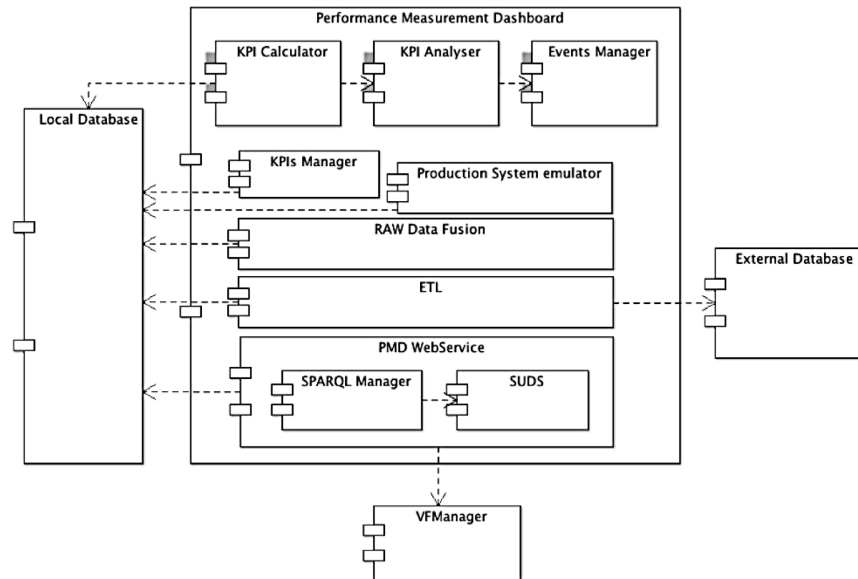 Performance Measurement Dashboard
KPI Calculator
KPI Analyser
Events Manager
Local Database
KPIs Manager
Production System emulator
RAW Data Fusion
External Database
ETL
PMD WebService
SPARQL Manager
SUDS
VFManager